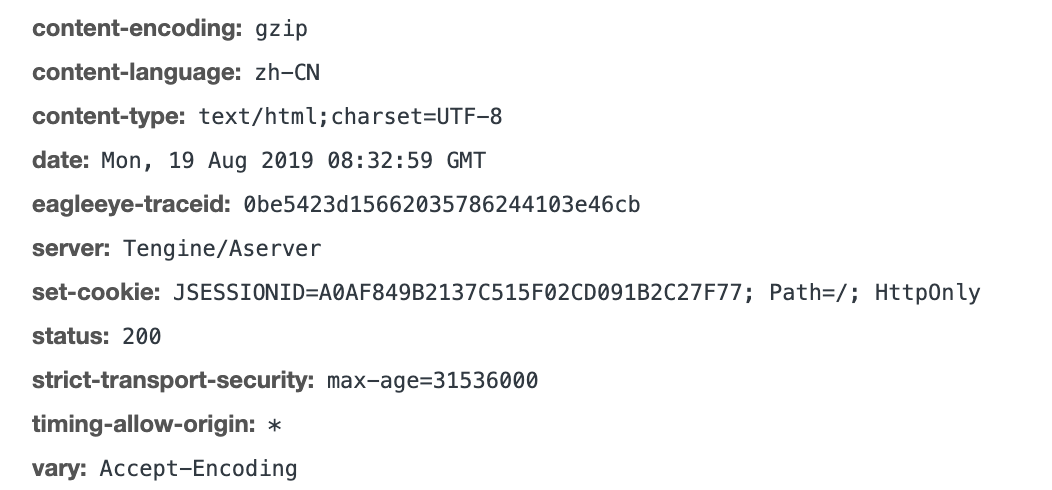 content-encoding: gzip
content-language: zh-CN
content-type: text/html;charset=UTF-8
date: Mon, 19 Aug 2019 08:32:59 GMT
eagleeye-traceid: 0be5423d15662035786244103e46cb
server: Tengine/Aserver
set-cookie: JSESSIONID=A0AF849B2137C515F02CD091B2C27F77; Path=/; HttpOnly
status: 200
strict-transport-security: max-age=31536000
timing-allow-origin: *
vary: Accept-Encoding